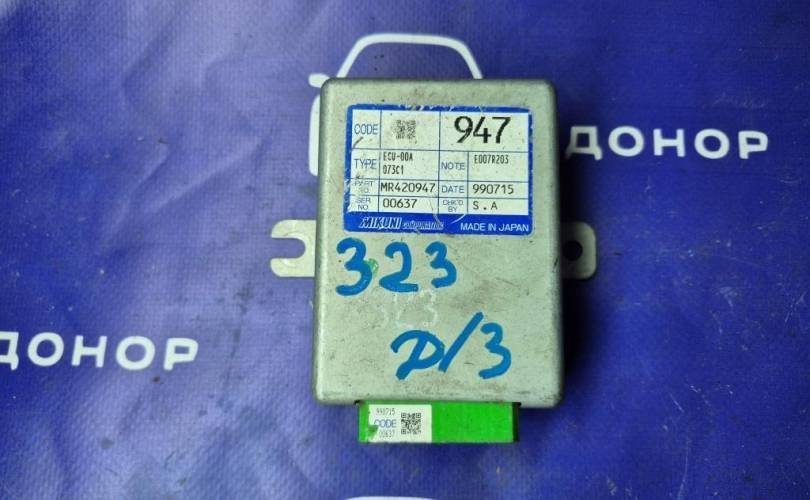 ДОНОР
CODE 947
TYPE ECU-00A 073C1 NOTE E007R203
PART NO. MR420947 DATE 990715
SER NO. 00637 CHK'D BY S.A
MIKUNI CORPORATION MADE IN JAPAN
323
323
ДОНОР
D/3
990715
CODE
00637